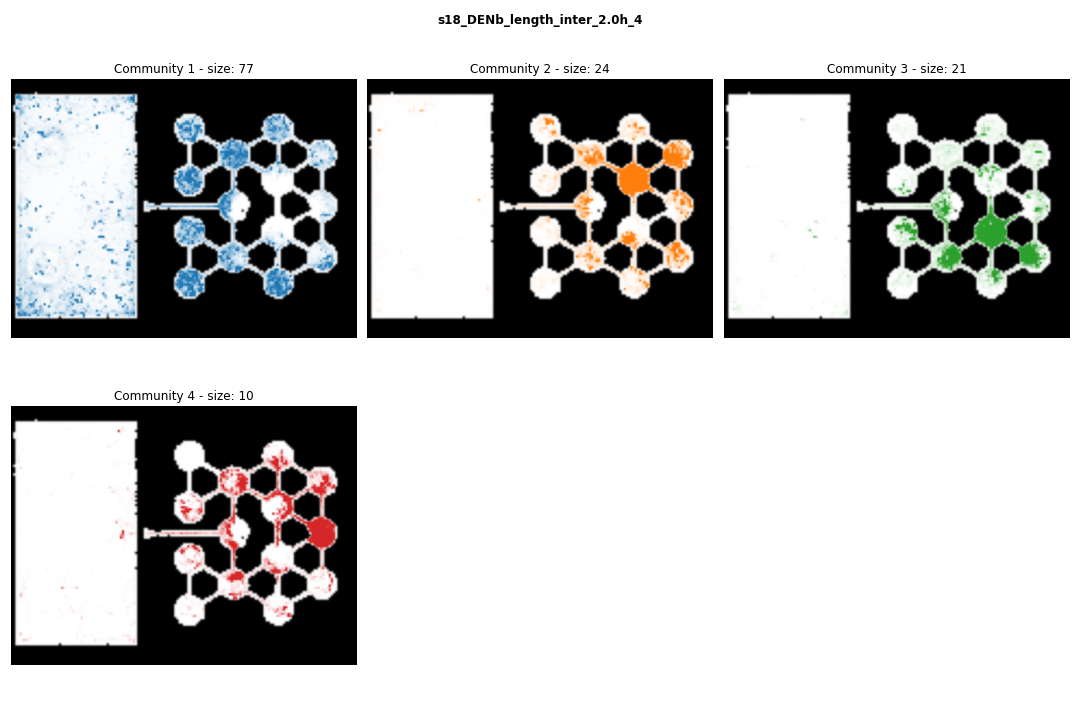 s18_DENb_length_inter_2.0h_4
Community 1 - size: 77
Community 2 - size: 24
Community 3 - size: 21
Community 4 - size: 10